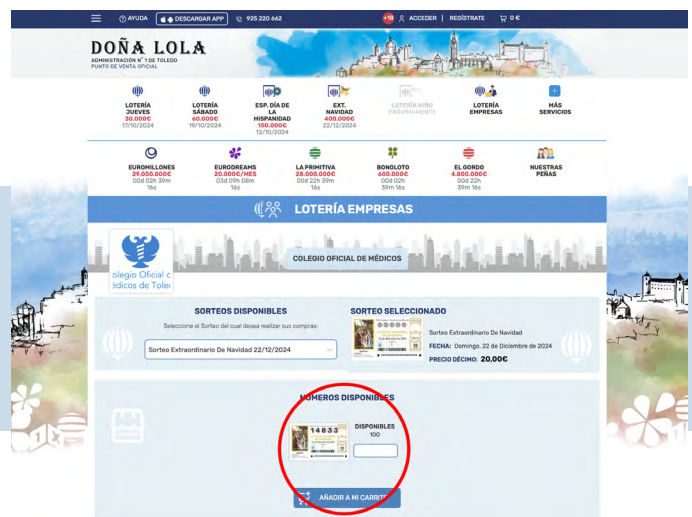 AYUDA
DESCARGAR APP
925 220 662
+18
ACCEDER | REGÍSTRATE
0 €
DOÑA LOLA
ADMINISTRACIÓN Nº 1 DE TOLEDO
PUNTO DE VENTA OFICIAL
LOTERÍA JUEVES
30.000€
17/10/2024
LOTERÍA SÁBADO
60.000€
19/10/2024
ESP. DÍA DE
LA
HISPANIDAD
150.000€
12/10/2024
EXT.
NAVIDAD
400.000€
22/12/2024
LOTERÍA NIÑO
PRÓXIMAMENTE
LOTERÍA
EMPRESAS
MÁS
SERVICIOS
EUROMILLONES
29.000.000€
00d 02h 39m
16s
EURODREAMS
20.000€/MES
03d 09h 08m
16s
LA PRIMITIVA
28.000.000€
00d 22h 39m
16s
BONOLOTO
600.000€
00d 02h
39m 16s
EL GORDO
4.800.000€
00d 22h
39m 16s
NUESTRAS
PEÑAS
LOTERÍA EMPRESAS
COLEGIO OFICIAL DE MÉDICOS
olegio Oficial d
édicos de Toled
SORTEOS DISPONIBLES
Seleccione el Sorteo del cual desea realizar sus compras:
Sorteo Extraordinario De Navidad 22/12/2024
SORTEO SELECCIONADO
Sorteo Extraordinario De Navidad
FECHA: Domingo, 22 de Diciembre de 2024
PRECIO DÉCIMO: 20,00€
NÚMEROS DISPONIBLES
14833
DISPONIBLES
100
AÑADIR A MI CARRITO